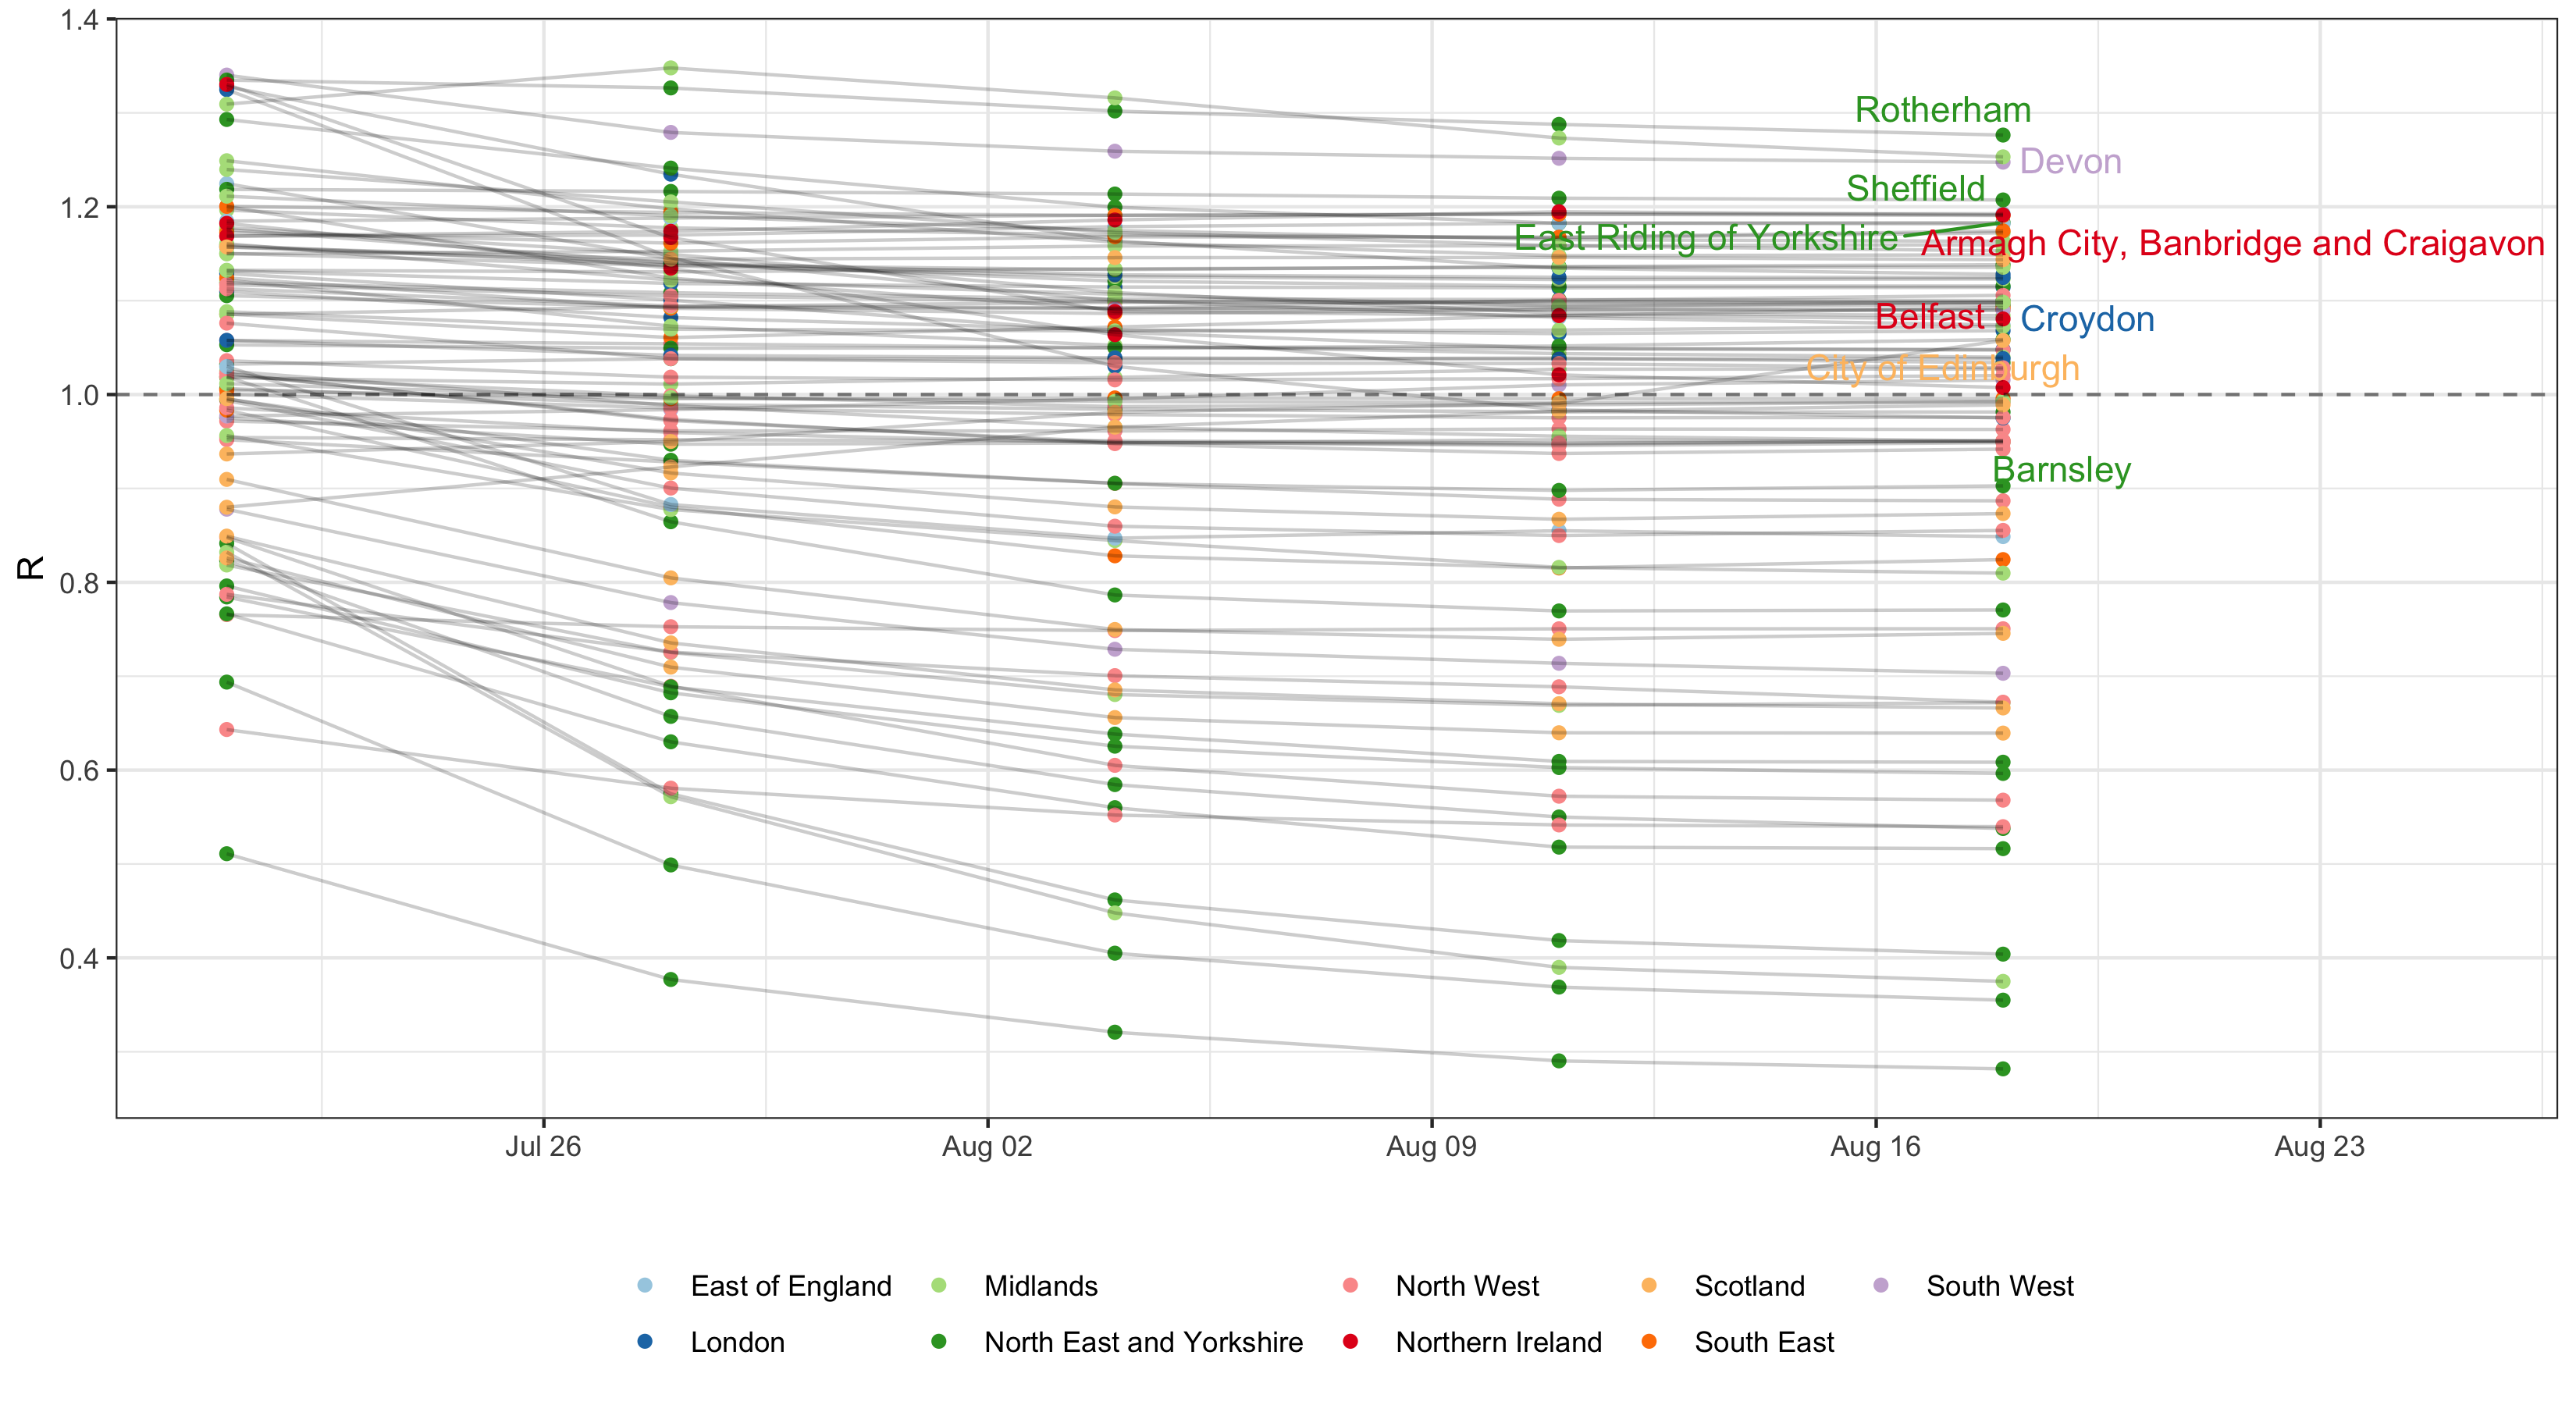 1.4
Rotherham
Devon
1.2
Sheffield
East Riding of Yorkshire
Armagh City, Banbridge and Craigavon
Belfast
Croydon
City of Edinburgh
1.0
Barnsley
R
0.8
0.6
0.4
Jul 26 Aug 02 Aug 09 Aug 16 Aug 23
East of England Midlands North West Scotland South West
London North East and Yorkshire Northern Ireland South East